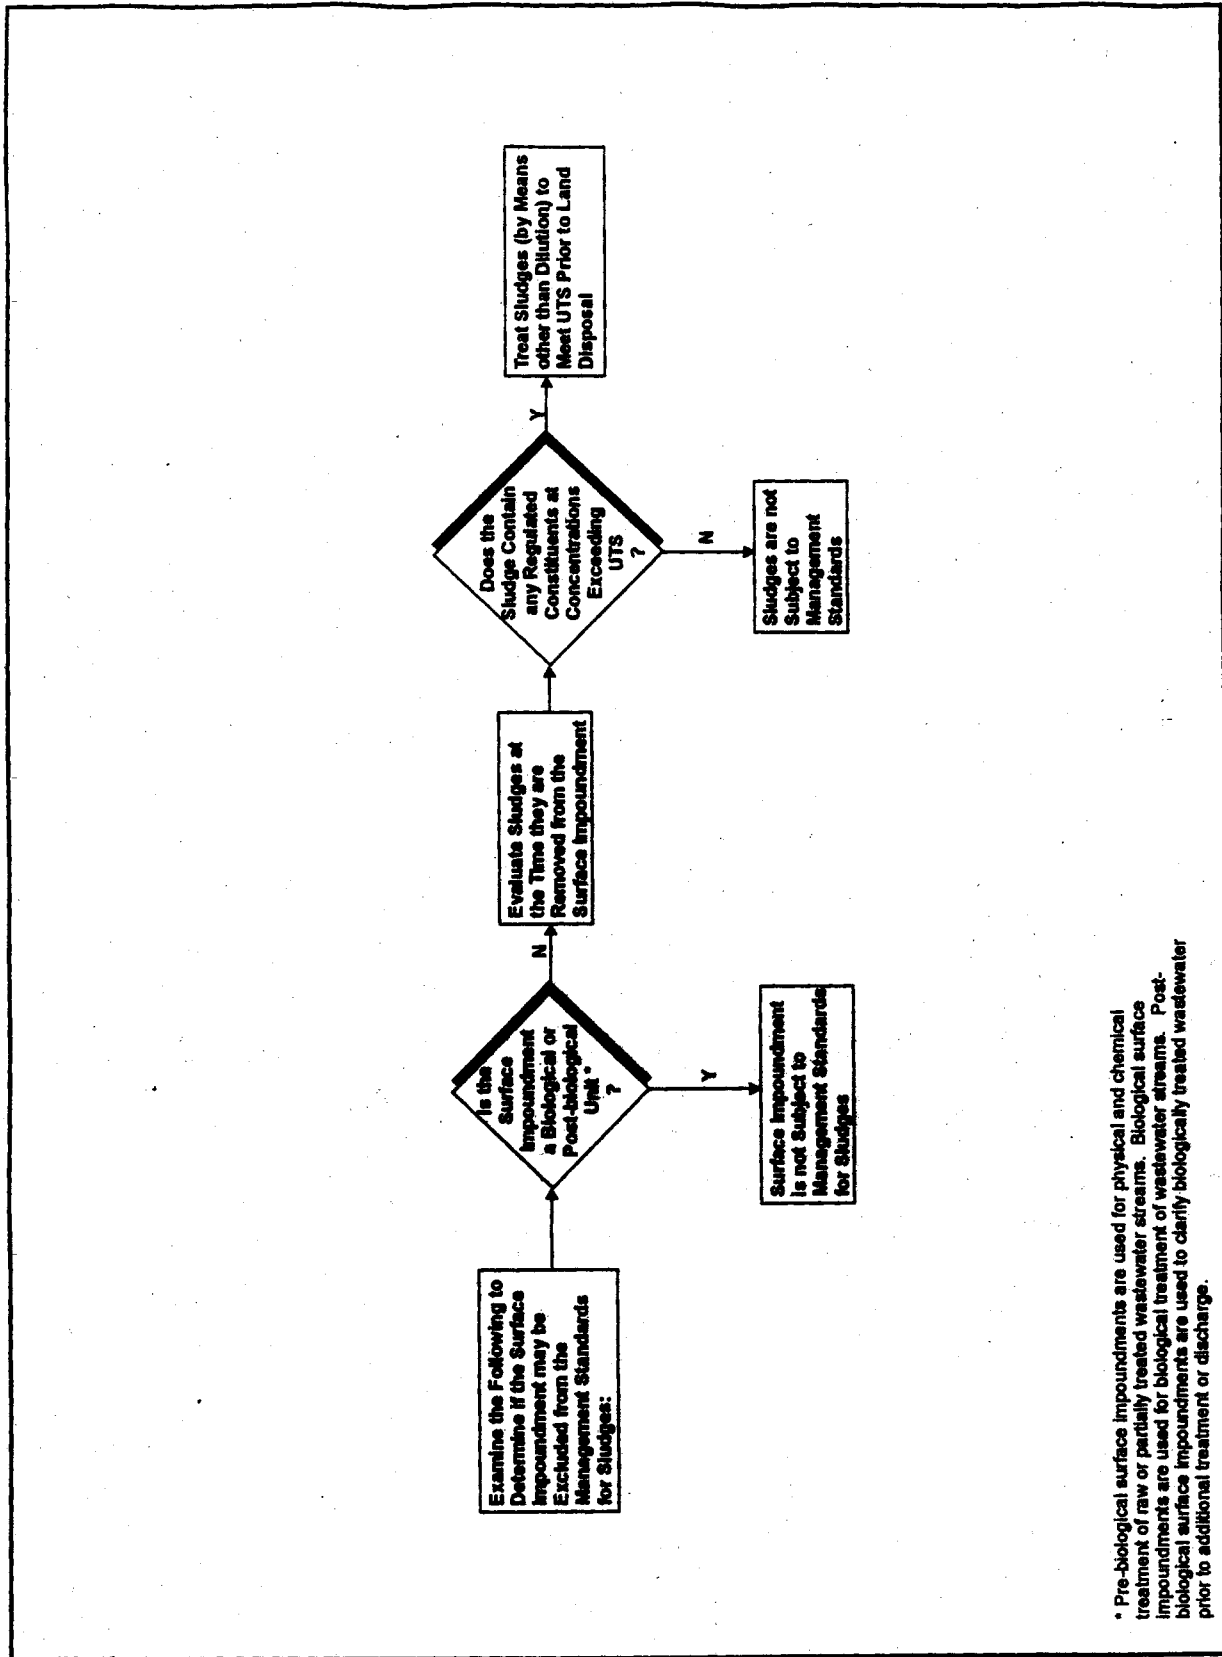 Examine the Following to
Determine if the Surface
Impoundment may be
Excluded from the
Management Standards
for Sludges:
Is the
Surface
Impoundment
a Biological or
Post-biological
Unit *
?
Y
Surface Impoundment
is not Subject to
Management Standards
for Sludges
N
Evaluate Sludges at
the Time they are
Removed from the
Surface Impoundment
Does the
Sludge Contain
any Regulated
Constituents at
Concentrations
Exceeding
UTS
?
N
Sludges are not
Subject to
Management
Standards
Y
Treat Sludges (by Means
other than Dilution) to
Meet UTS Prior to Land
Disposal
* Pre-biological surface impoundments are used for physical and chemical
treatment of raw or partially treated wastewater streams. Biological surface
impoundments are used for biological treatment of wastewater streams. Post-
biological surface impoundments are used to clarify biologically treated wastewater
prior to additional treatment or discharge.